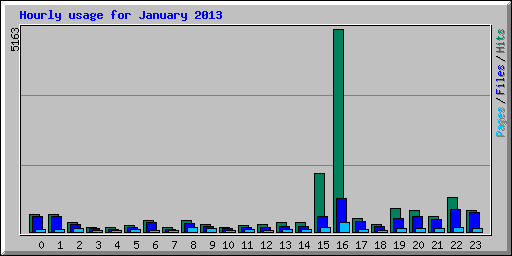 Hourly usage for January 2013
5163
Pages/Files/Hits
0 1 2 3 4 5 6 7 8 9 10 11 12 13 14 15 16 17 18 19 20 21 22 23